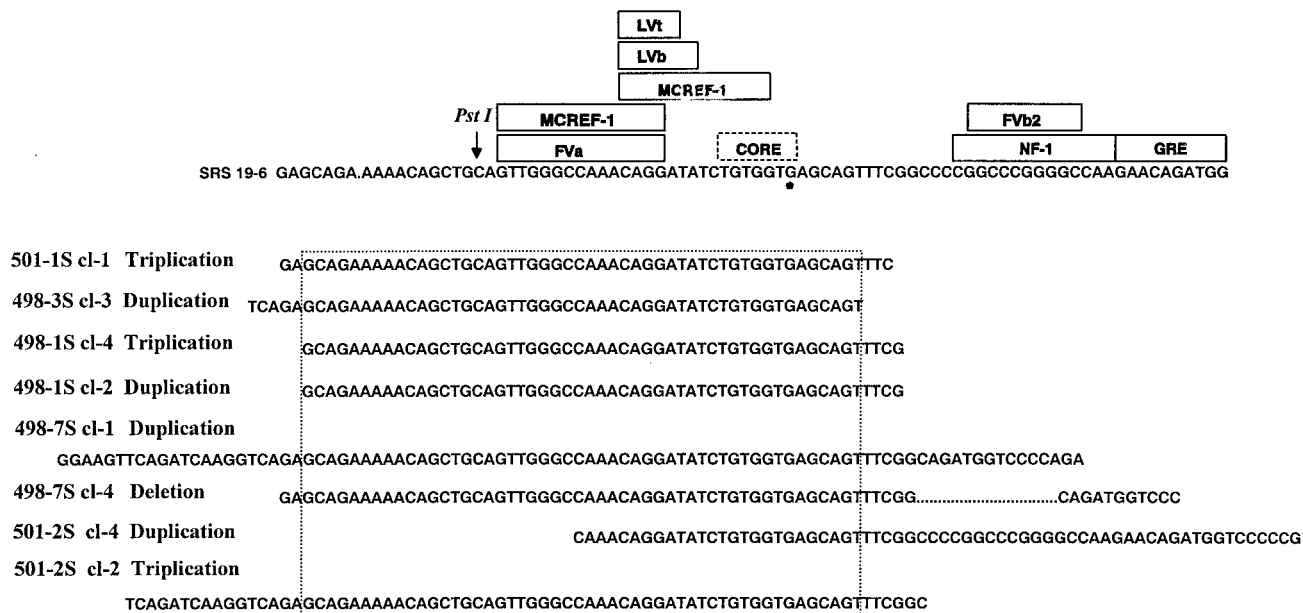 LVt
LVb
MCREF-1
Pst I
MCREF-1
FVb2
FVa
CORE
NF-1
GRE
SRS 19-6 GAGCAGA.AAAACAGCTGCAGTTGGGCCAAACAGGATATCTGTGGTGAGCAGTTTCGGCCCCGGCCCGGGGCCAAGAACAGATGG
501-1S cl-1 Triplication GAGCAGAAAAACAGCTGCAGTTGGGCCAAACAGGATATCTGTGGTGAGCAGTTTC
498-3S cl-3 Duplication TCAGAGCAGAAAAACAGCTGCAGTTGGGCCAAACAGGATATCTGTGGTGAGCAGT
498-1S cl-4 Triplication GCAGAAAAACAGCTGCAGTTGGGCCAAACAGGATATCTGTGGTGAGCAGTTTCG
498-1S cl-2 Duplication GCAGAAAAACAGCTGCAGTTGGGCCAAACAGGATATCTGTGGTGAGCAGTTTCG
498-7S cl-1 Duplication
GGAAGTTCAGATCAAGGTCAGAGCAGAAAAACAGCTGCAGTTGGGCCAAACAGGATATCTGTGGTGAGCAGTTTCGGCAGATGGTCCCCAGA
498-7S cl-4 Deletion GAGCAGAAAAACAGCTGCAGTTGGGCCAAACAGGATATCTGTGGTGAGCAGTTTCGG..............................CAGATGGTCCC
501-2S cl-4 Duplication CAAACAGGATATCTGTGGTGAGCAGTTTCGGCCCCGGCCCGGGGCCAAGAACAGATGGTCCCCCG
501-2S cl-2 Triplication
TCAGATCAAGGTCAGAGCAGAAAAACAGCTGCAGTTGGGCCAAACAGGATATCTGTGGTGAGCAGTTTCGGC